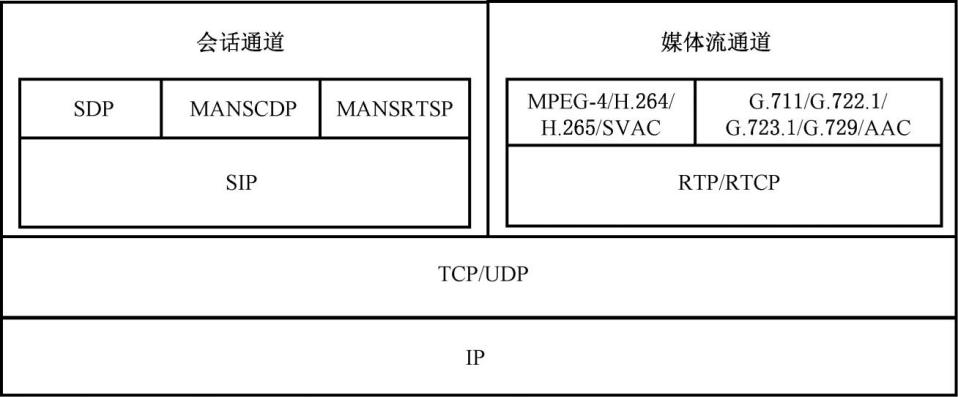 会话通道
SDP
MANSCDP
MANSRTSP
SIP
媒体流通道
MPEG-4/H.264/
H.265/SVAC
G.711/G.722.1/
G.723.1/G.729/AAC
RTP/RTCP
TCP/UDP
IP